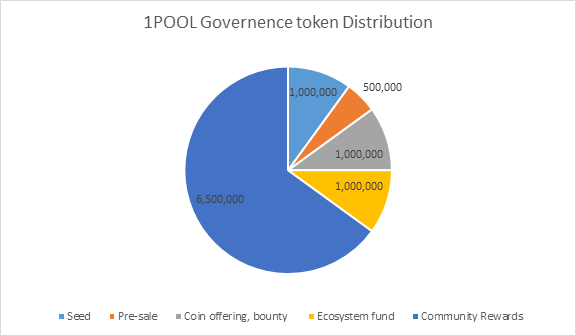 1POOL Governence token Distribution
1,000,000
500,000
1,000,000
1,000,000
6,500,000
Seed Pre-sale Coin offering, bounty Ecosystem fund Community Rewards